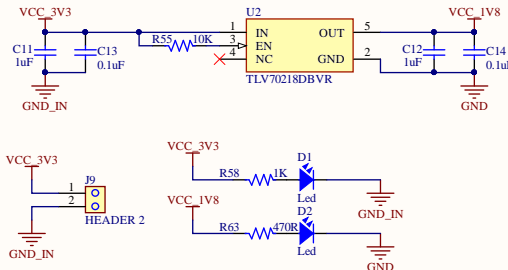 VCC_3V3
U2
VCC_1V8
R55
10K
1
3
4
IN
EN
NC
OUT
GND
5
2
C11
1uF
C13
0.1uF
C12
1uF
C14
0.1u
GND_IN
TLV70218DBVR
GND
VCC_3V3
J9
1
2
HEADER 2
GND_IN
VCC_3V3
D1
R58
1K
Led
GND_IN
VCC_1V8
D2
R63
470R
Led
GND